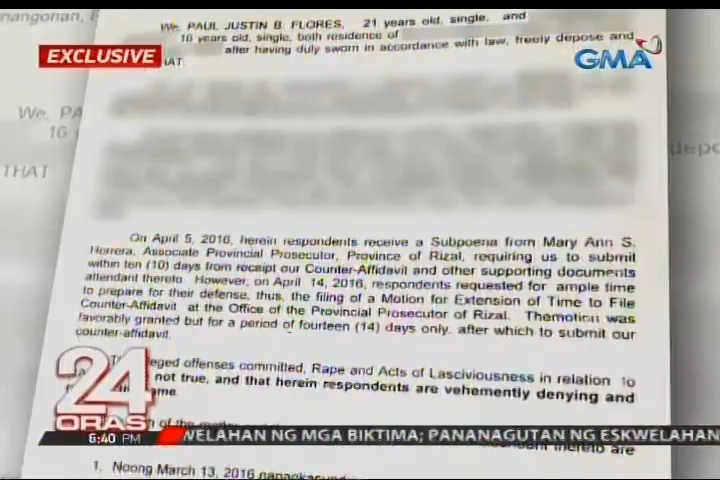 nangonan, P
We, PAUL JUSTIN B. FLORES, 21 years old, single, and
16 years old, single, both residence of
after having duly sworn in accordance with law, freely depose and
EXCLUSIVE
GMA
HAT:
We, PA
16
THAT
depo
On April 5, 2016, herein respondents receive a Subpoena from Mary Ann S.
Herrera, Associate Provincial Prosecutor, Province of Rizal, requiring us to submit
within ten (10) days from receipt our Counter-Affidavit and other supporting documents
attendant thereto. However, on April 14, 2016, respondents requested for ample time
to prepare for their defense, thus, the filing of a Motion for Extension of Time to File
Counter-Affidavit at the Office of the Provincial Prosecutor of Rizal. Themotion was
favorably granted but for a period of fourteen (14) days only, after which to submit our
counter-affidavit.
leged offenses committed, Rape and Acts of Lasciviousness in relation to
not true, and that herein respondents are vehemently denying and
24
ORAS
6:40 PM
WELAHAN NG MGA BIKTIMA; PANANAGUTAN NG ESKWELAHAN
thereto are
1. Noong March 13, 2016